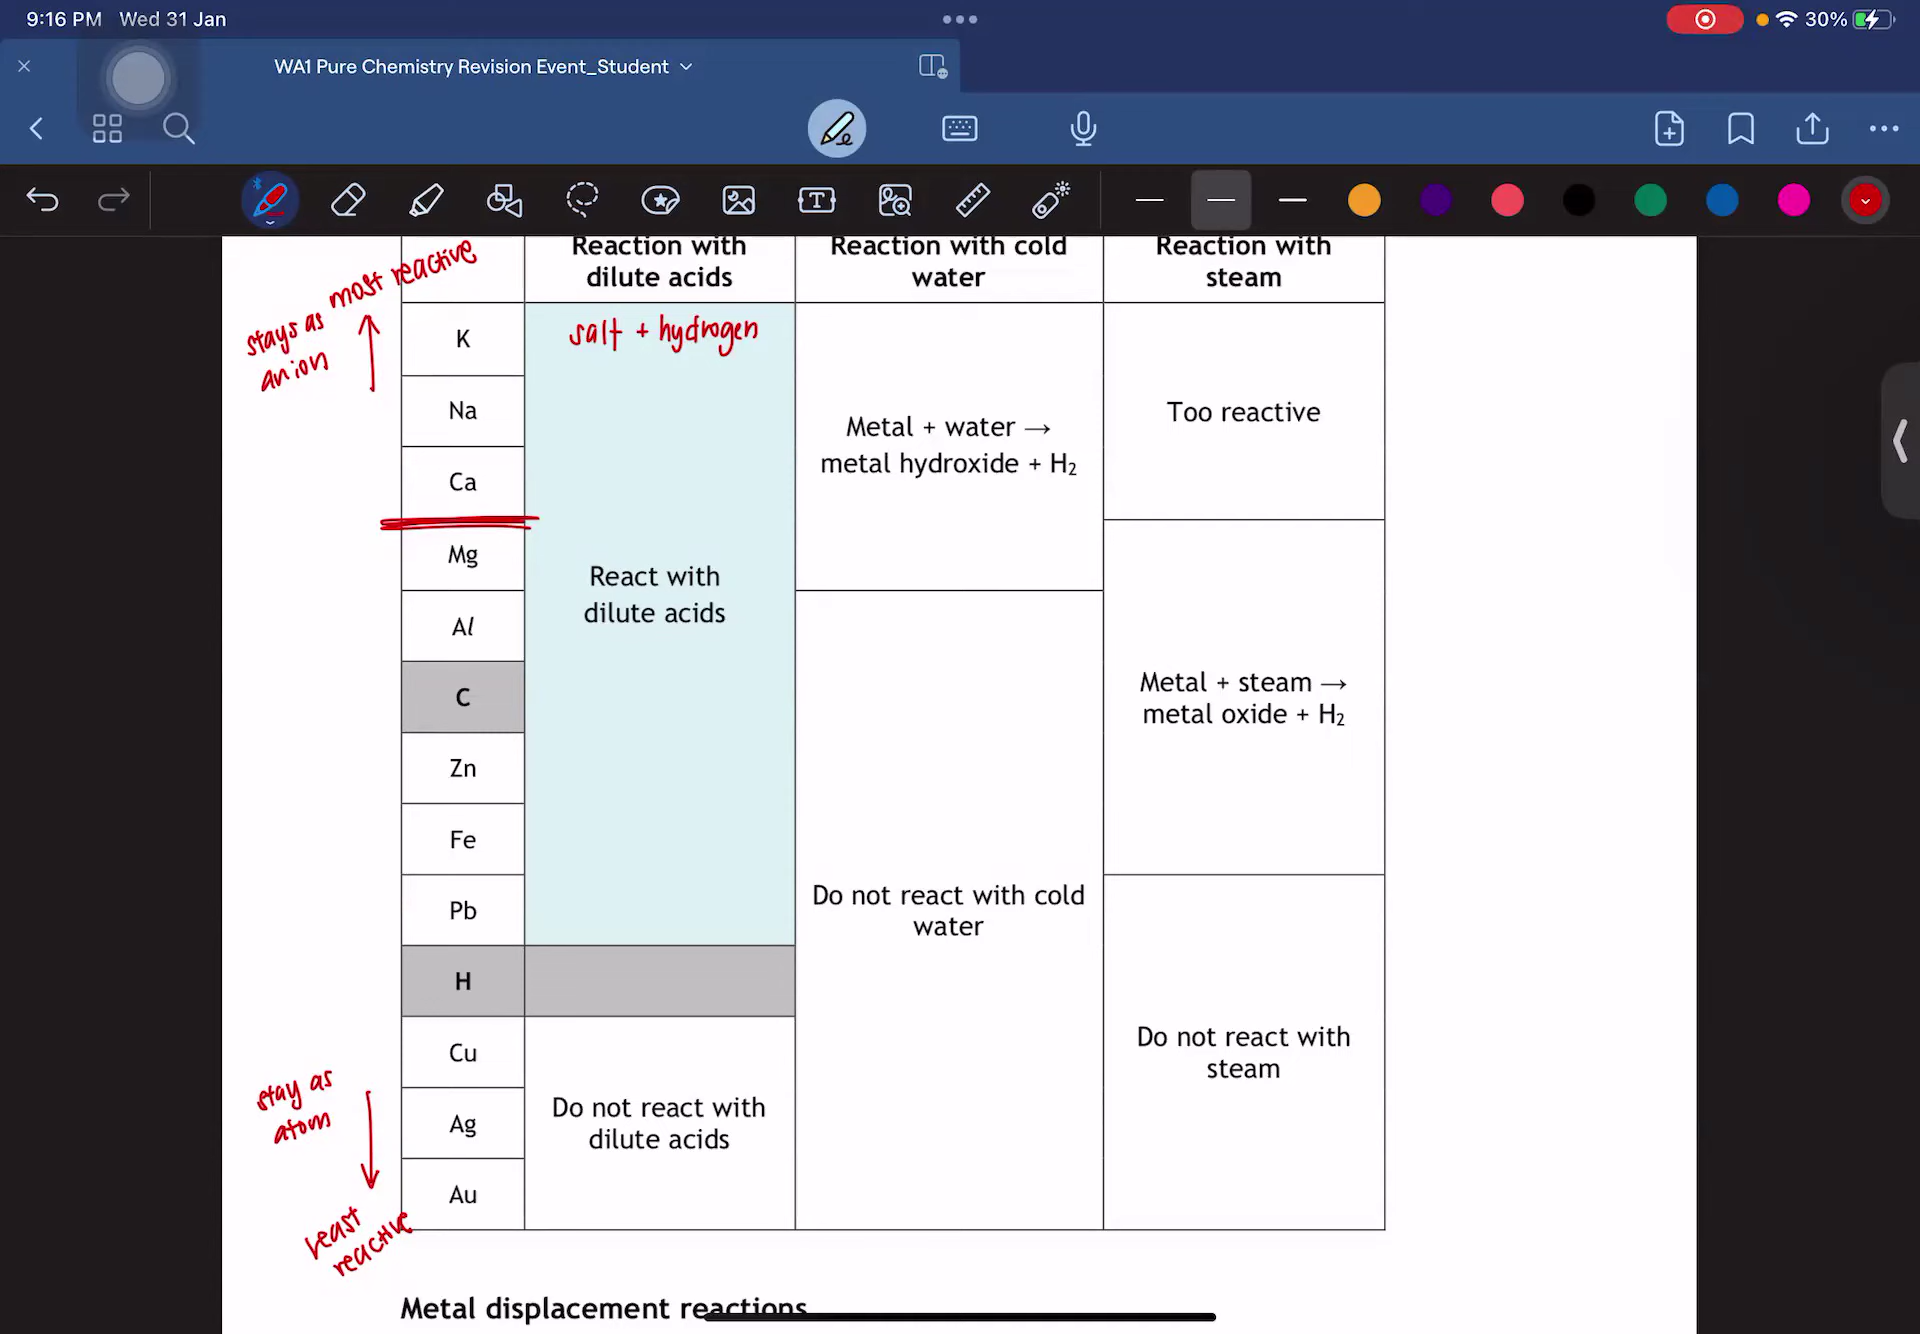 9:16 PM Wed 31 Jan
30%
WA1 Pure Chemistry Revision Event_Student
Reaction with
dilute acids
Reaction with cold
water
Reaction with
steam
most reactive
stays as
anion
K
salt + hydrogen
Na
Ca
Metal + water →
metal hydroxide + H₂
Too reactive
Mg
Al
React with
dilute acids
C
Zn
Fe
Pb
Metal + steam →
metal oxide + H₂
Do not react with cold
water
H
Cu
Ag
Au
stay as
atom
Do not react with
dilute acids
Do not react with
steam
least
reactive
Metal displacement reactions